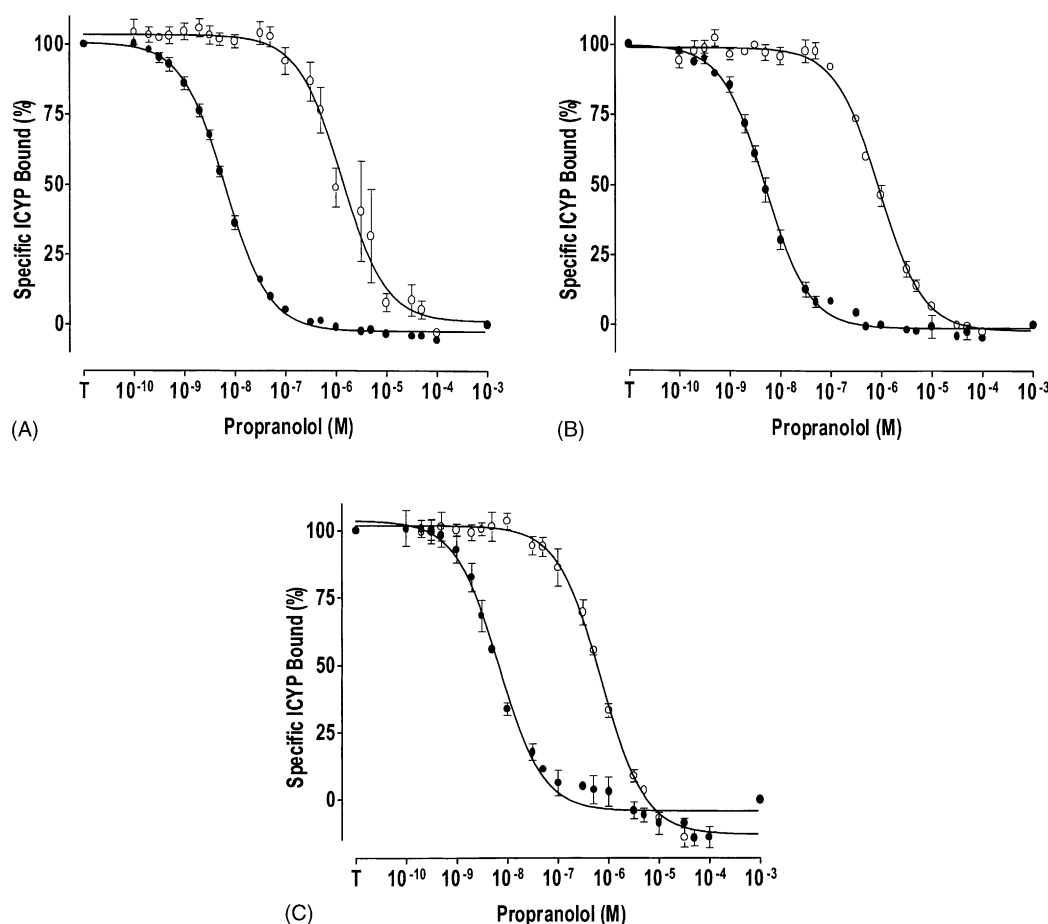 100
75
50
25
0
Specific ICYP Bound (%)
T 10-10 10-9 10-8 10-7 10-6 10-5 10-4 10-3
Propranolol (M)
(A)
100
75
50
25
0
Specific ICYP Bound (%)
T 10-10 10-9 10-8 10-7 10-6 10-5 10-4 10-3
Propranolol (M)
(B)
100
75
50
25
0
Specific ICYP Bound (%)
T 10-10 10-9 10-8 10-7 10-6 10-5 10-4 10-3
Propranolol (M)
(C)